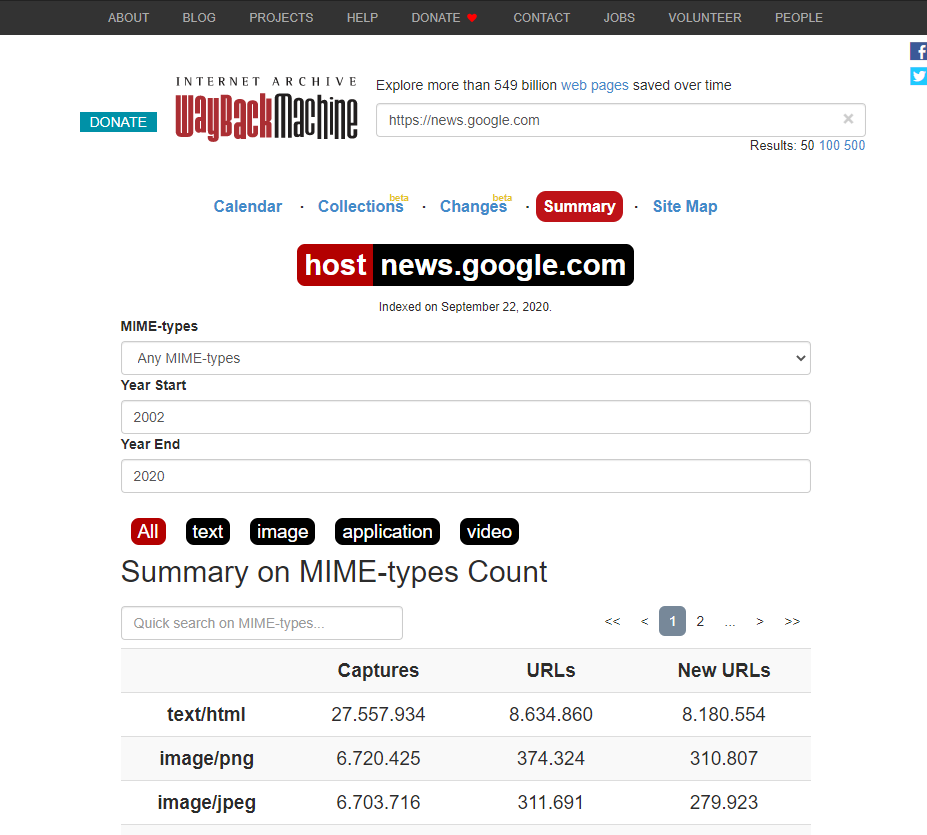 ABOUT BLOG PROJECTS HELP DONATE CONTACT JOBS VOLUNTEER PEOPLE
f
INTERNET ARCHIVE
WayBackMachine
DONATE
Explore more than 549 billion web pages saved over time
https://news.google.com ×
Results: 50 100 500
Calendar · Collections beta · Changes beta · Summary · Site Map
host news.google.com
Indexed on September 22, 2020.
MIME-types
Any MIME-types
Year Start
2002
Year End
2020
All text image application video
Summary on MIME-types Count
Quick search on MIME-types... << < 1 2 ... > >>
Captures URLs New URLs
text/html 27.557.934 8.634.860 8.180.554
image/png 6.720.425 374.324 310.807
image/jpeg 6.703.716 311.691 279.923